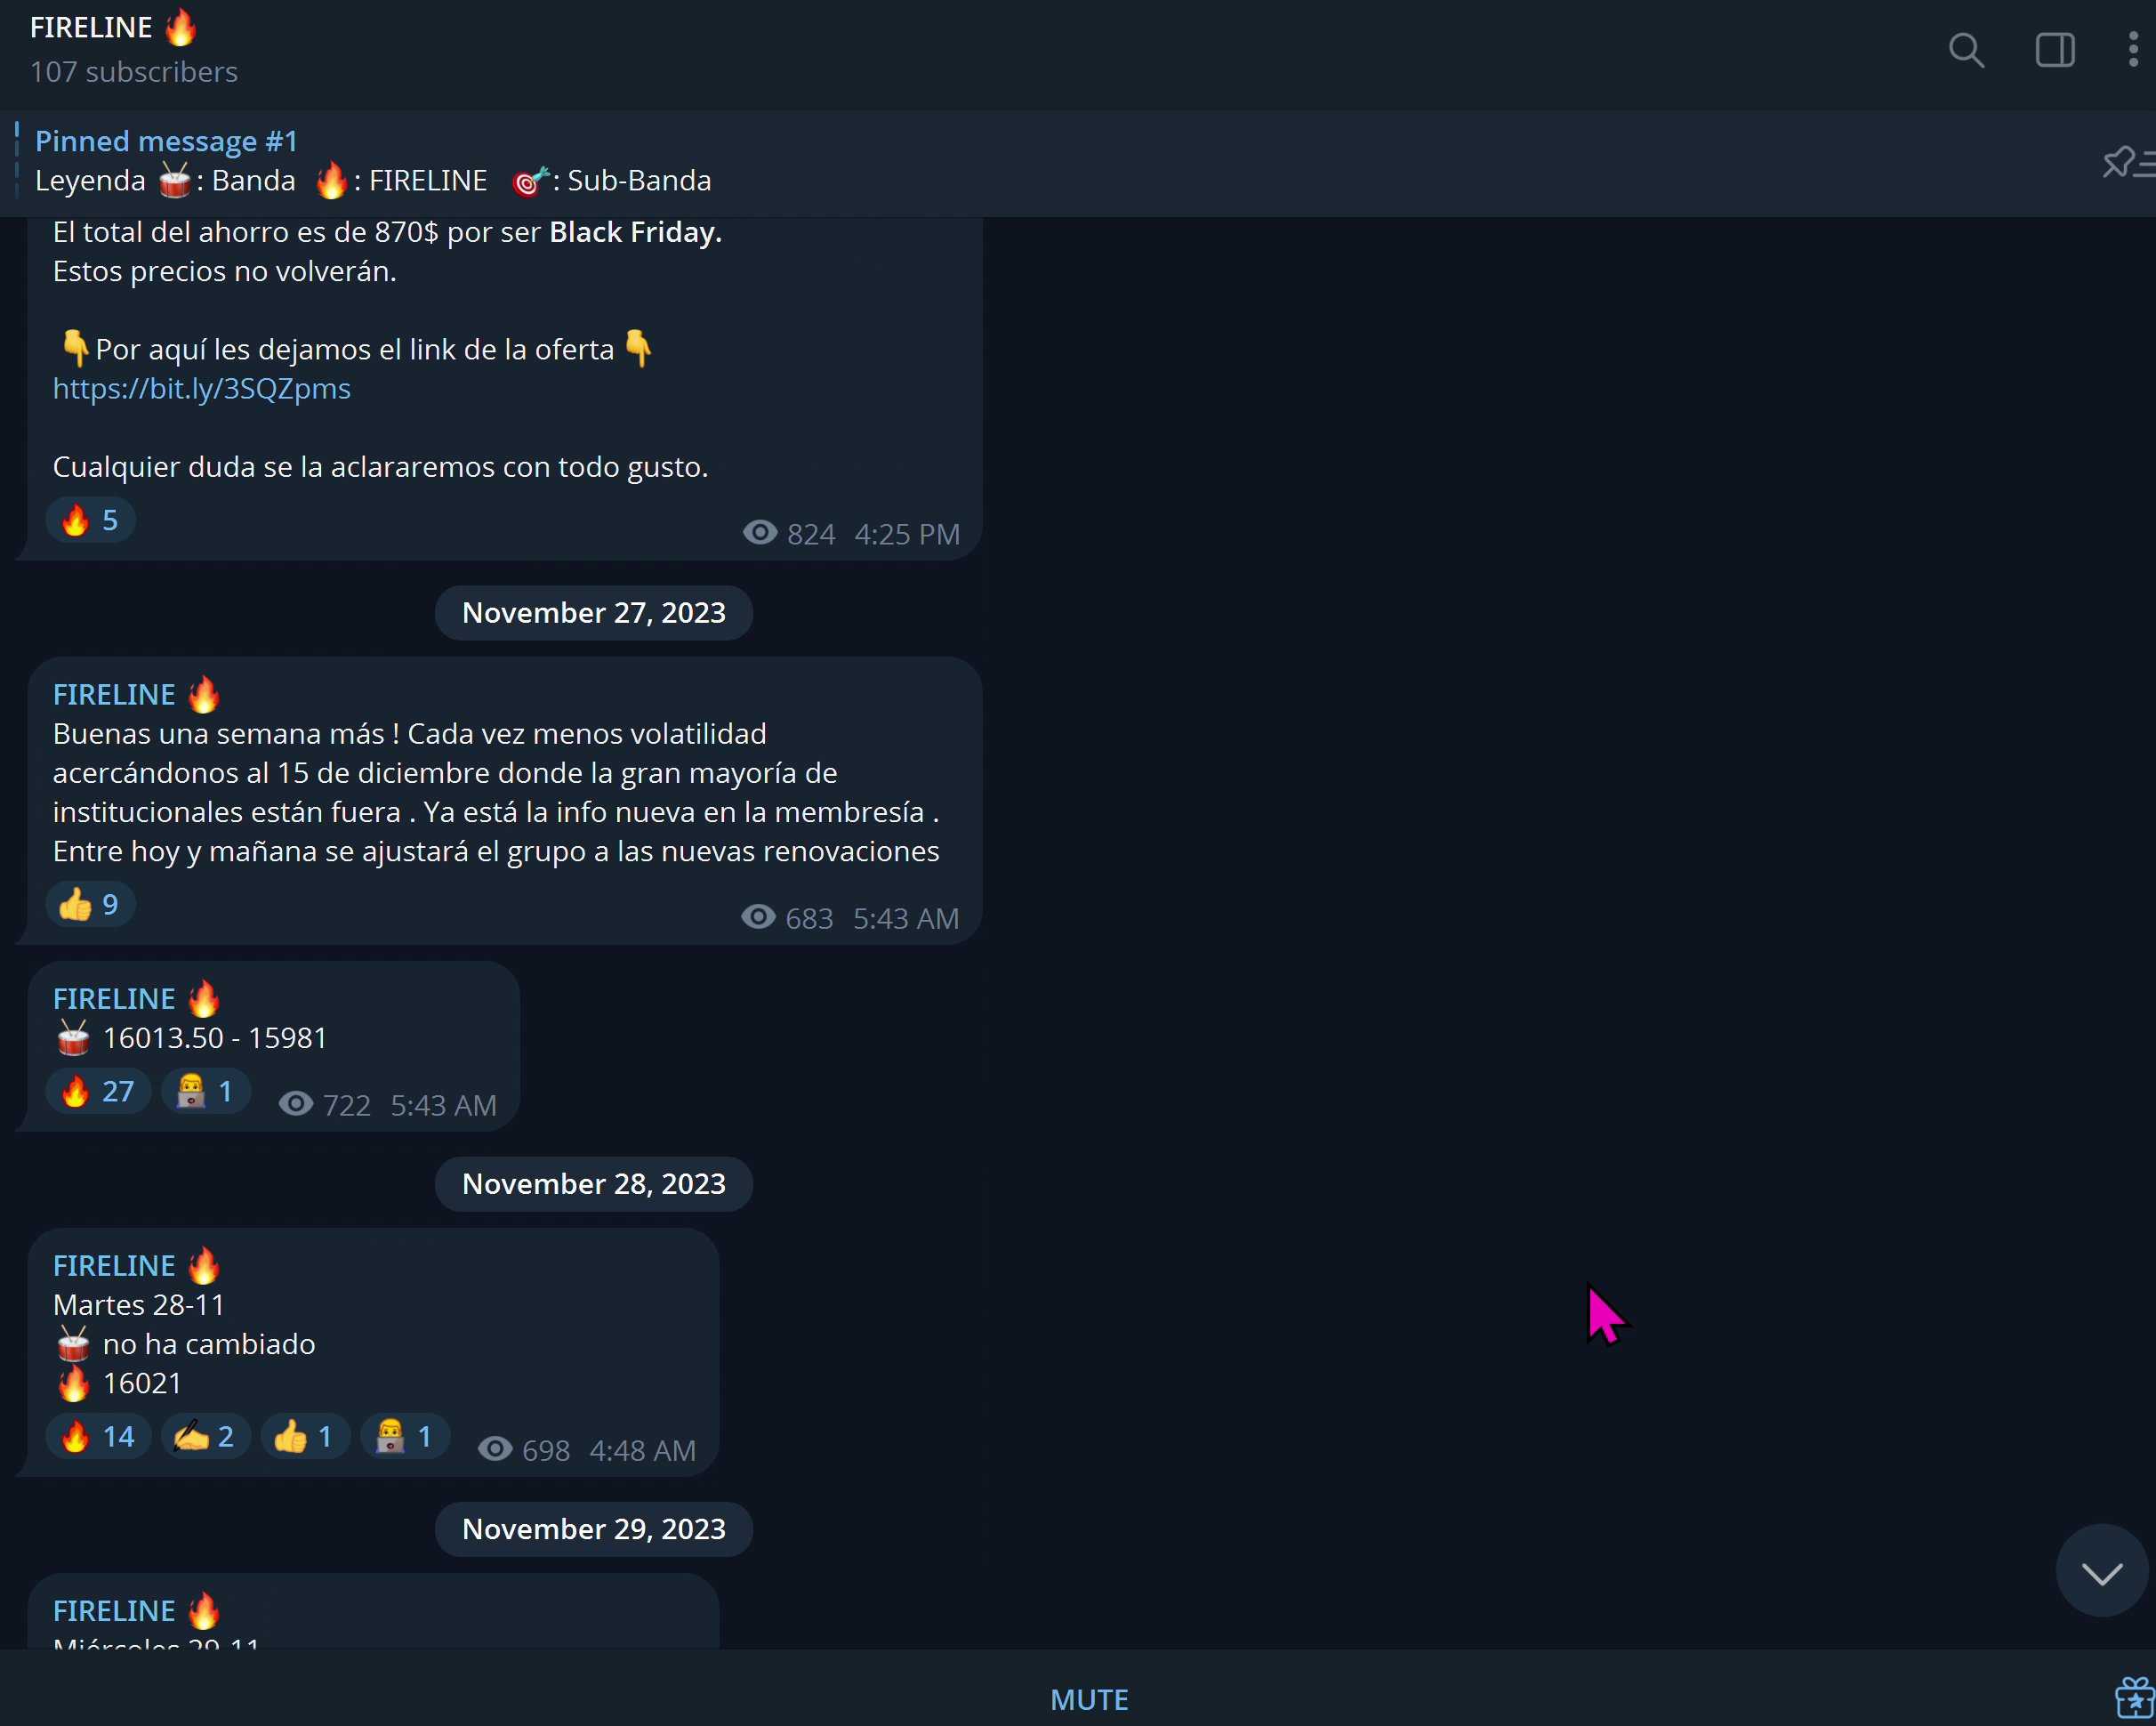 FIRELINE 🔥
107 subscribers
Pinned message #1
Leyenda 🥁: Banda 🔥: FIRELINE 🎯: Sub-Banda
El total del ahorro es de 870$ por ser Black Friday.
Estos precios no volverán.
👇Por aquí les dejamos el link de la oferta👇
https://bit.ly/3SQZpms
Cualquier duda se la aclararemos con todo gusto.
🔥 5
824 4:25 PM
November 27, 2023
FIRELINE 🔥
Buenas una semana más ! Cada vez menos volatilidad
acercándonos al 15 de diciembre donde la gran mayoría de
institucionales están fuera . Ya está la info nueva en la membresía .
Entre hoy y mañana se ajustará el grupo a las nuevas renovaciones
👍 9
683 5:43 AM
FIRELINE 🔥
🥁 16013.50 - 15981
🔥 27 👨‍💻 1 722 5:43 AM
November 28, 2023
FIRELINE 🔥
Martes 28-11
🥁 no ha cambiado
🔥 16021
🔥 14 ✍️ 2 👍 1 👨‍💻 1 698 4:48 AM
November 29, 2023
FIRELINE 🔥
Miércoles 29-11
MUTE